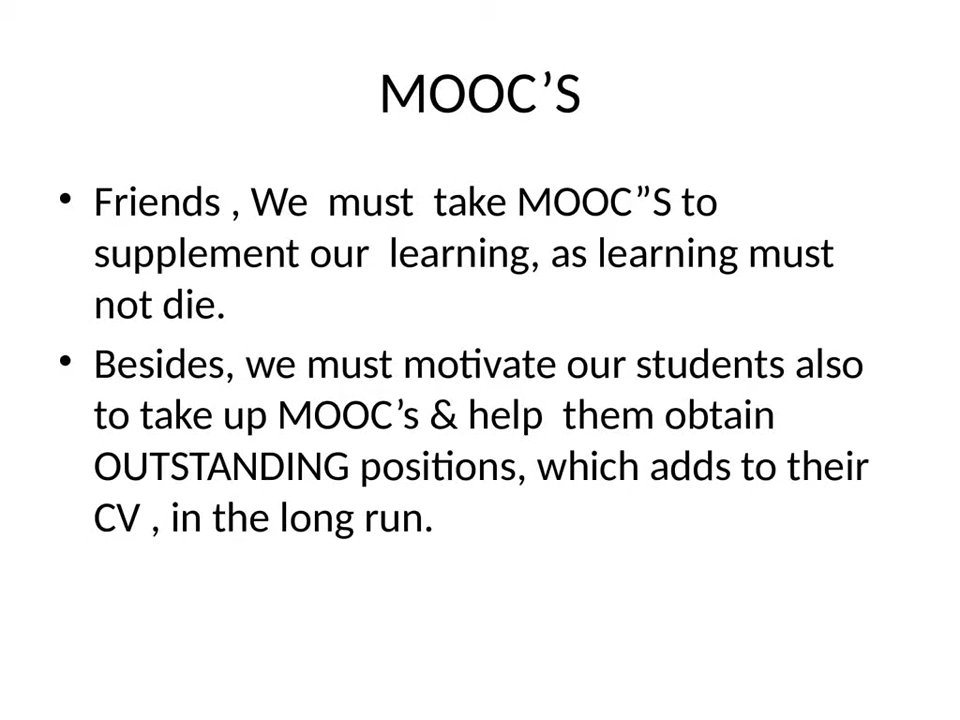 MOOC’S
• Friends , We  must  take MOOC”S to
supplement our  learning, as learning must
not die.
• Besides, we must motivate our students also
to take up MOOC’s & help  them obtain
OUTSTANDING positions, which adds to their
CV , in the long run.